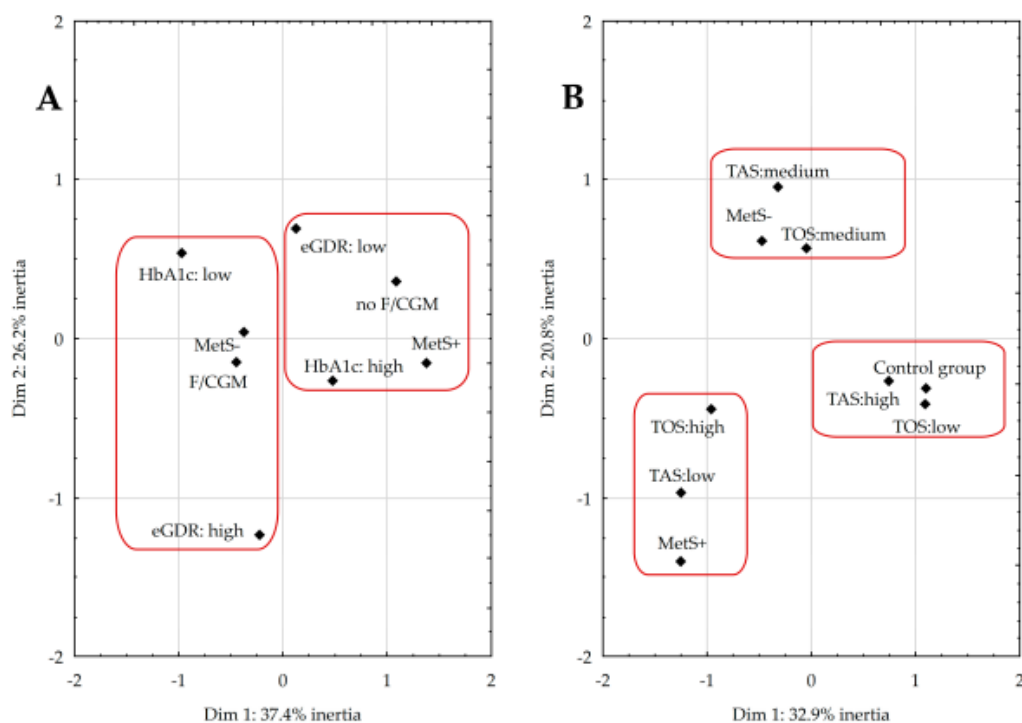 A
2
1
0
-1
-2
-2
-1
0
1
2
Dim 2: 26.2% inertia
Dim 1: 37.4% inertia
HbA1c: low
MetS-
F/CGM
eGDR: high
eGDR: low
no F/CGM
MetS+
HbA1c: high
B
2
1
0
-1
-2
-2
-1
0
1
2
Dim 2: 20.8% inertia
Dim 1: 32.9% inertia
TAS:medium
MetS-
TOS:medium
Control group
TAS:high
TOS:low
TOS:high
TAS:low
MetS+